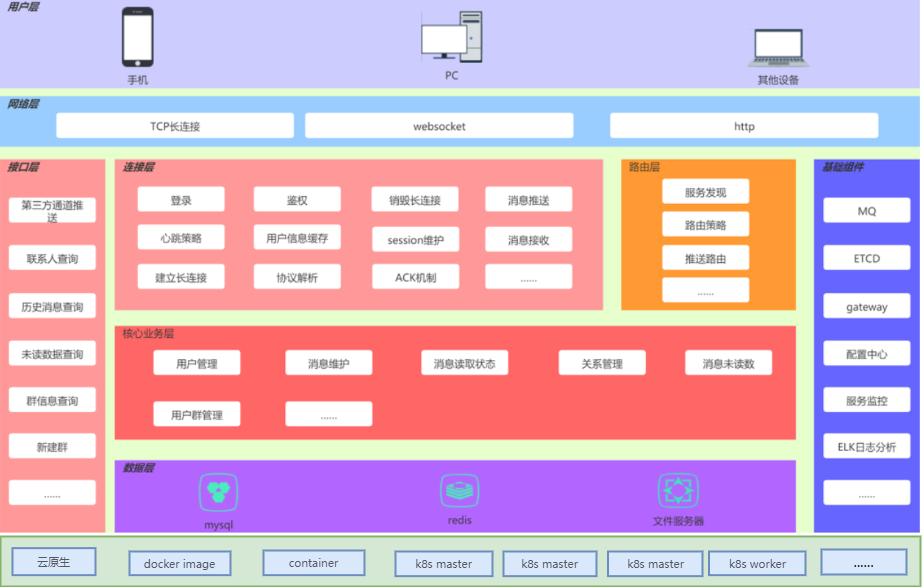 用户层
手机
PC
其他设备
网络层
TCP长连接
websocket
http
接口层
第三方通道推
送
联系人查询
历史消息查询
未读数据查询
群信息查询
新建群
......
连接层
登录
鉴权
销毁长连接
消息推送
心跳策略
用户信息缓存
session维护
消息接收
建立长连接
协议解析
ACK机制
......
路由层
服务发现
路由策略
推送路由
......
基础组件
MQ
ETCD
gateway
配置中心
服务监控
ELK日志分析
......
核心业务层
用户管理
消息维护
消息读取状态
关系管理
消息未读数
用户群管理
......
数据层
mysql
redis
文件服务器
云原生
docker image
container
k8s master
k8s master
k8s master
k8s worker
......